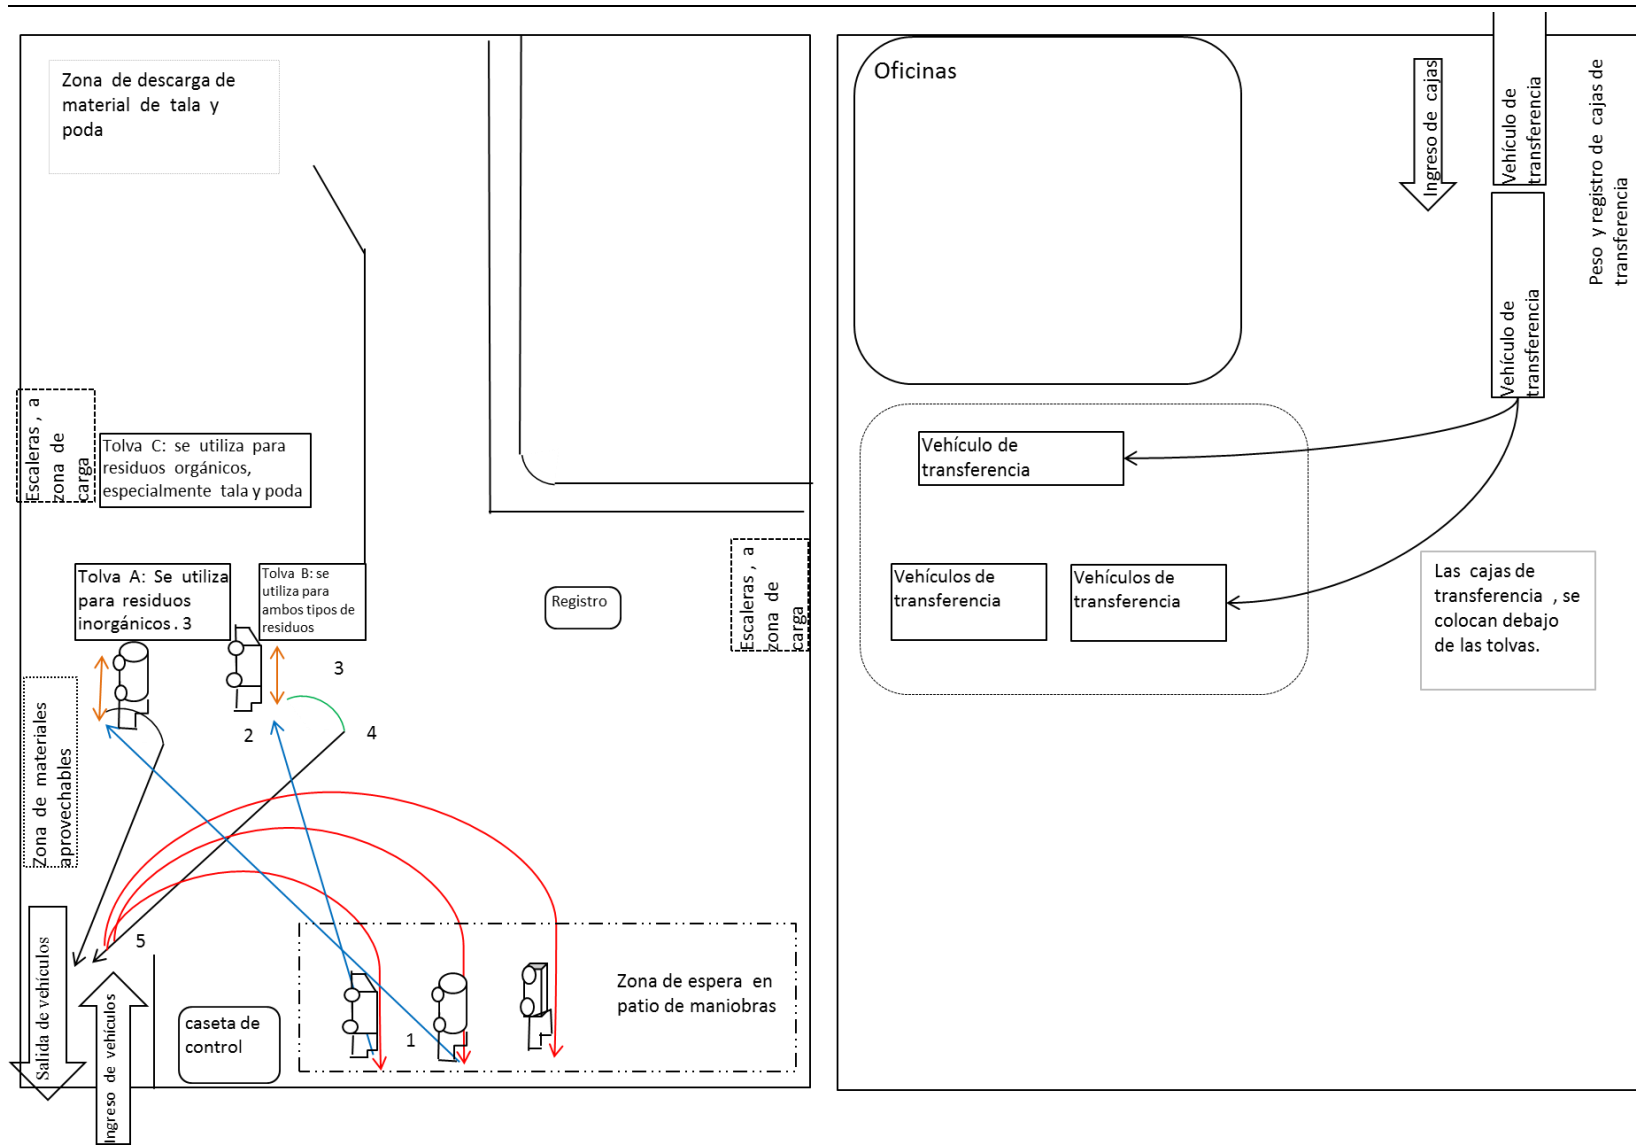 Zona de descarga de
material de tala y
poda
Escaleras , a
zona de
carga
Tolva C: se utiliza para
residuos orgánicos,
especialmente tala y poda
Tolva A: Se utiliza
para residuos
inorgánicos . 3
Tolva B: se
utiliza para
ambos tipos de
residuos
Registro
Escaleras , a
zona de
carga
3
2
4
Zona de materiales
aprovechables
5
Salida de vehículos
Ingreso de vehículos
caseta de
control
1
Zona de espera en
patio de maniobras
Oficinas
Ingreso de cajas
Vehículo de
transferencia
Peso y registro de cajas de
transferencia
Vehículo de
transferencia
Vehículo de
transferencia
Vehículos de
transferencia
Vehículos de
transferencia
Las cajas de
transferencia , se
colocan debajo
de las tolvas.